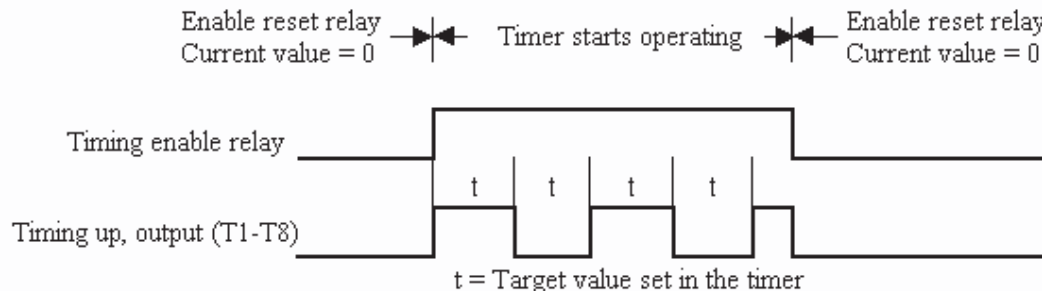 Enable reset relay
Current value = 0
Timer starts operating
Enable reset relay
Current value = 0
Timing enable relay
t t t t
Timing up, output (T1-T8)
t = Target value set in the timer